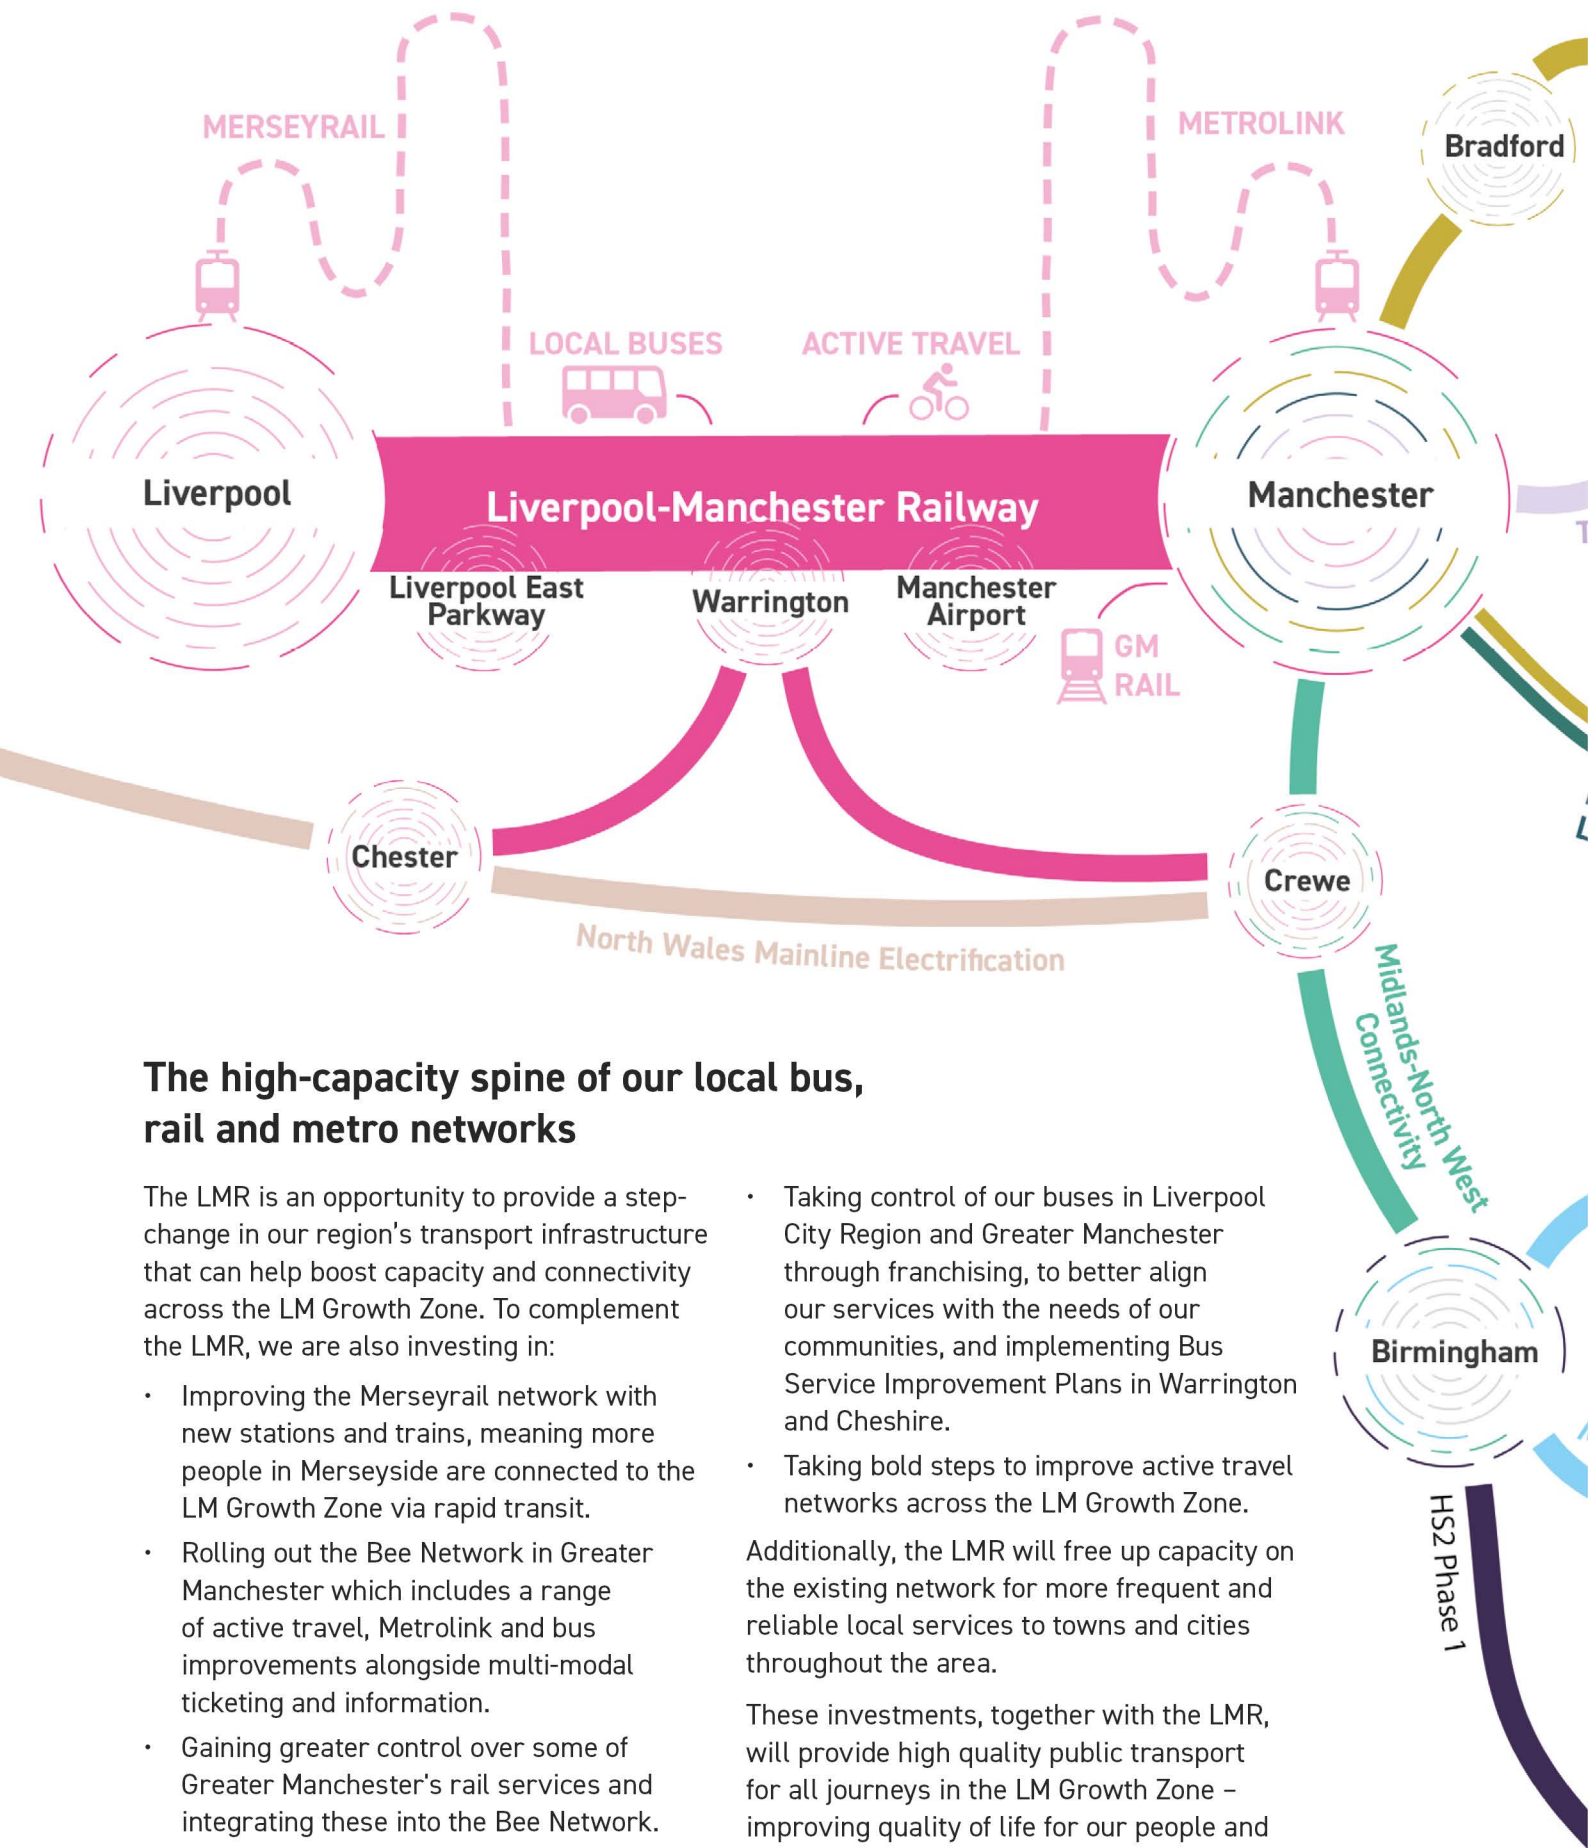 MERSEYRAIL
METROLINK
Bradford
LOCAL BUSES
ACTIVE TRAVEL
Liverpool
Liverpool-Manchester Railway
Manchester
T
Liverpool East
Parkway
Warrington
Manchester
Airport
GM
RAIL
Chester
Crewe
North Wales Mainline Electrification
Midlands-North West
Connectivity
Birmingham
HS2 Phase 1
The high-capacity spine of our local bus,
rail and metro networks
The LMR is an opportunity to provide a step-
change in our region's transport infrastructure
that can help boost capacity and connectivity
across the LM Growth Zone. To complement
the LMR, we are also investing in:
· Improving the Merseyrail network with
new stations and trains, meaning more
people in Merseyside are connected to the
LM Growth Zone via rapid transit.
· Rolling out the Bee Network in Greater
Manchester which includes a range
of active travel, Metrolink and bus
improvements alongside multi-modal
ticketing and information.
· Gaining greater control over some of
Greater Manchester's rail services and
integrating these into the Bee Network.
· Taking control of our buses in Liverpool
City Region and Greater Manchester
through franchising, to better align
our services with the needs of our
communities, and implementing Bus
Service Improvement Plans in Warrington
and Cheshire.
· Taking bold steps to improve active travel
networks across the LM Growth Zone.
Additionally, the LMR will free up capacity on
the existing network for more frequent and
reliable local services to towns and cities
throughout the area.
These investments, together with the LMR,
will provide high quality public transport
for all journeys in the LM Growth Zone –
improving quality of life for our people and